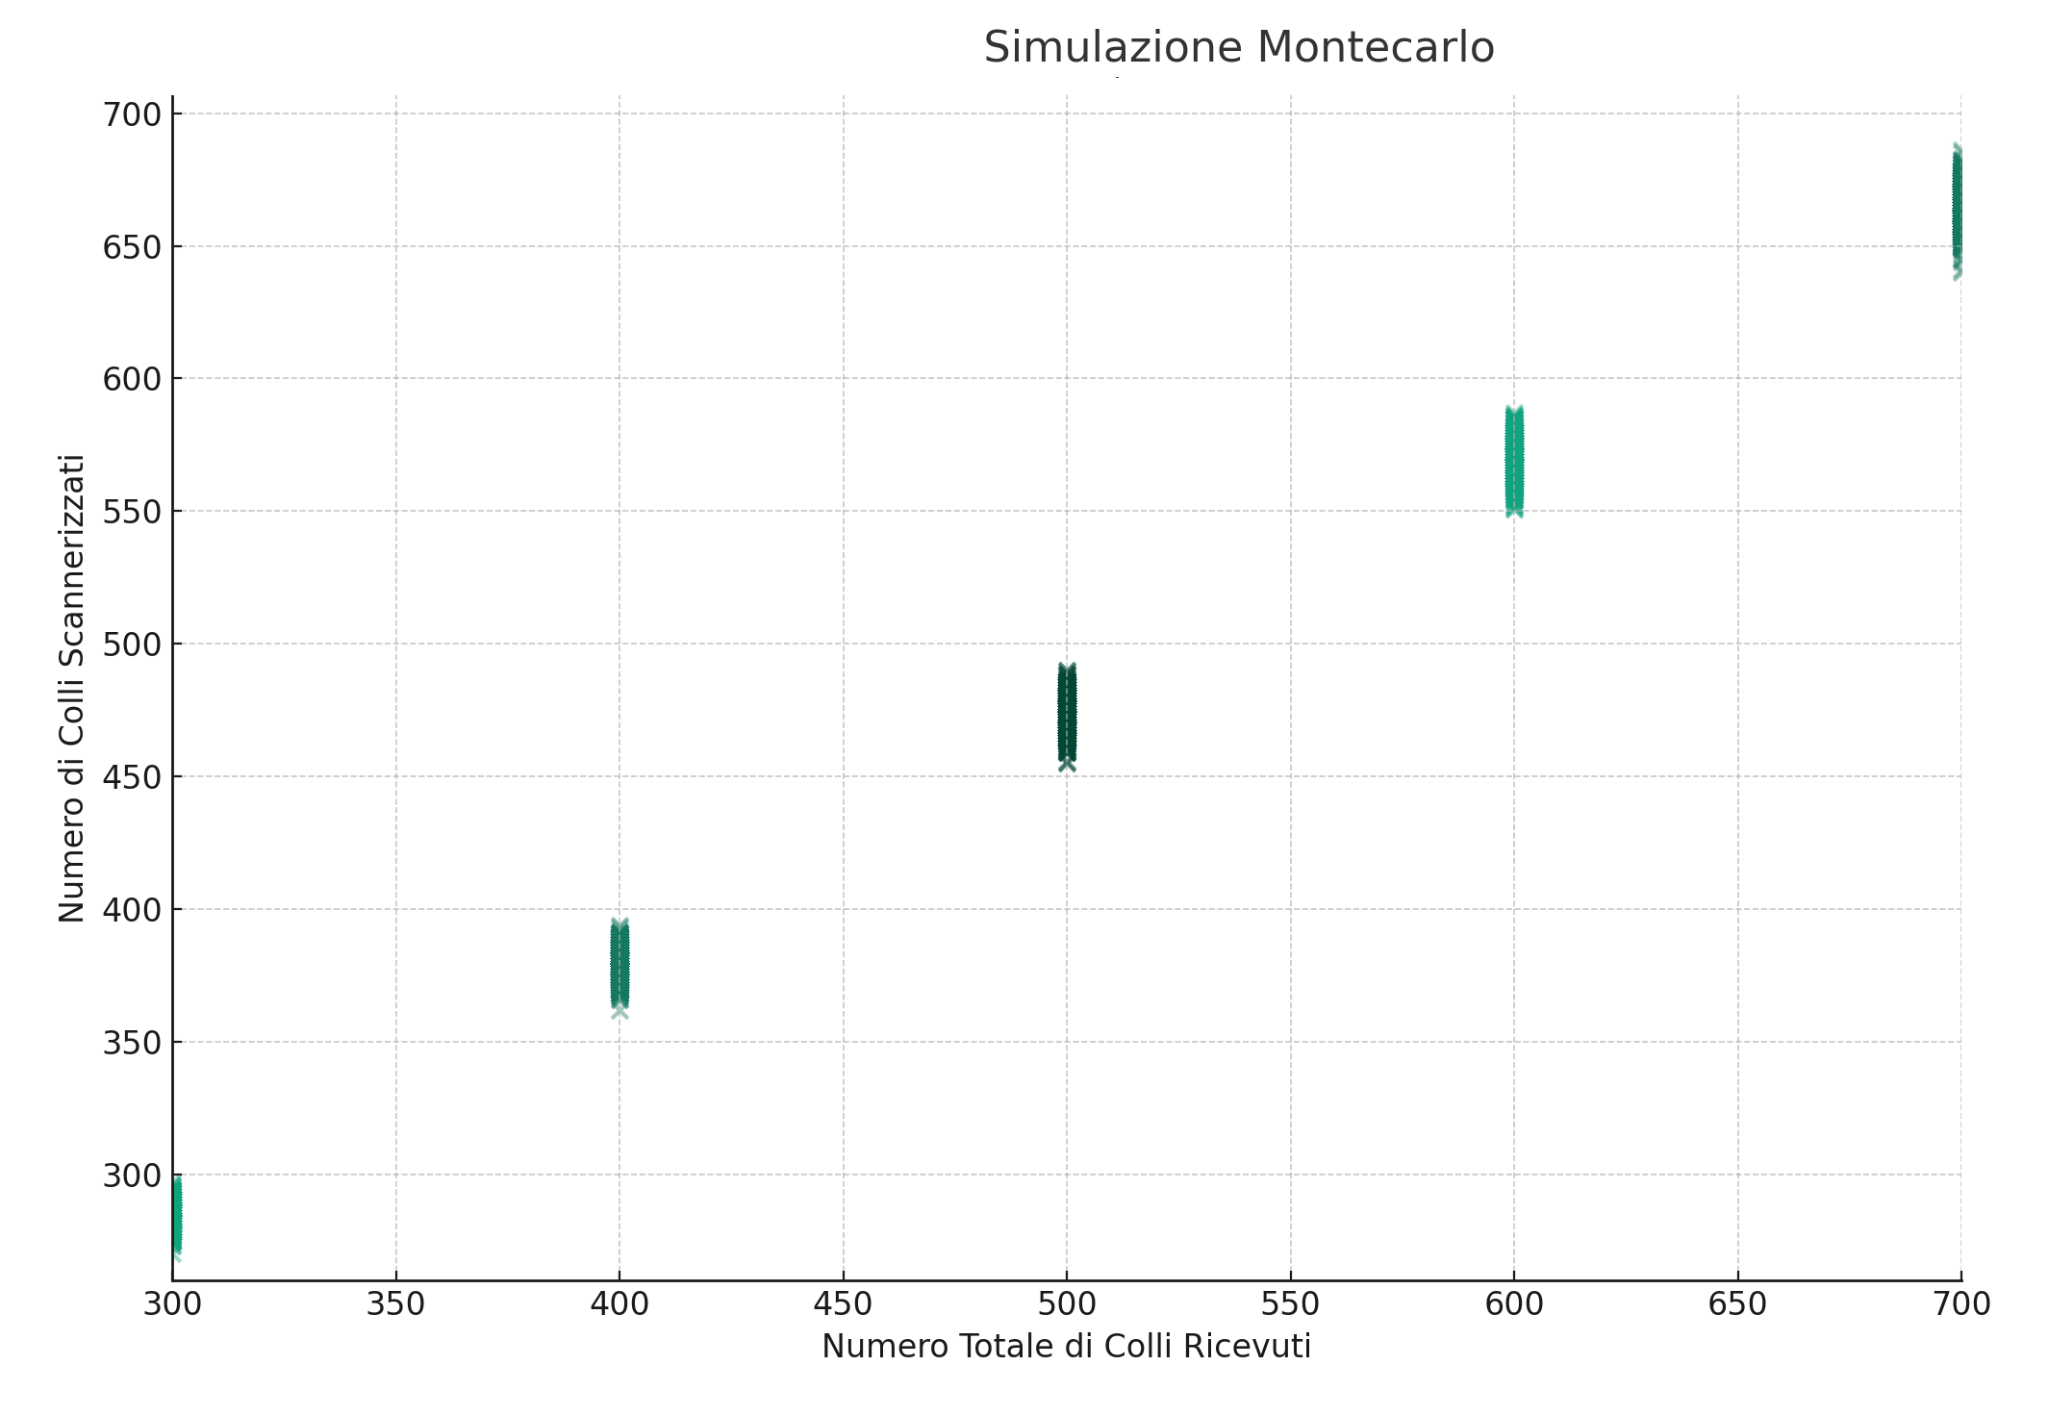 Simulazione Montecarlo
700
650
600
550
500
450
400
350
300
Numero di Colli Scannerizzati
300 350 400 450 500 550 600 650 700
Numero Totale di Colli Ricevuti